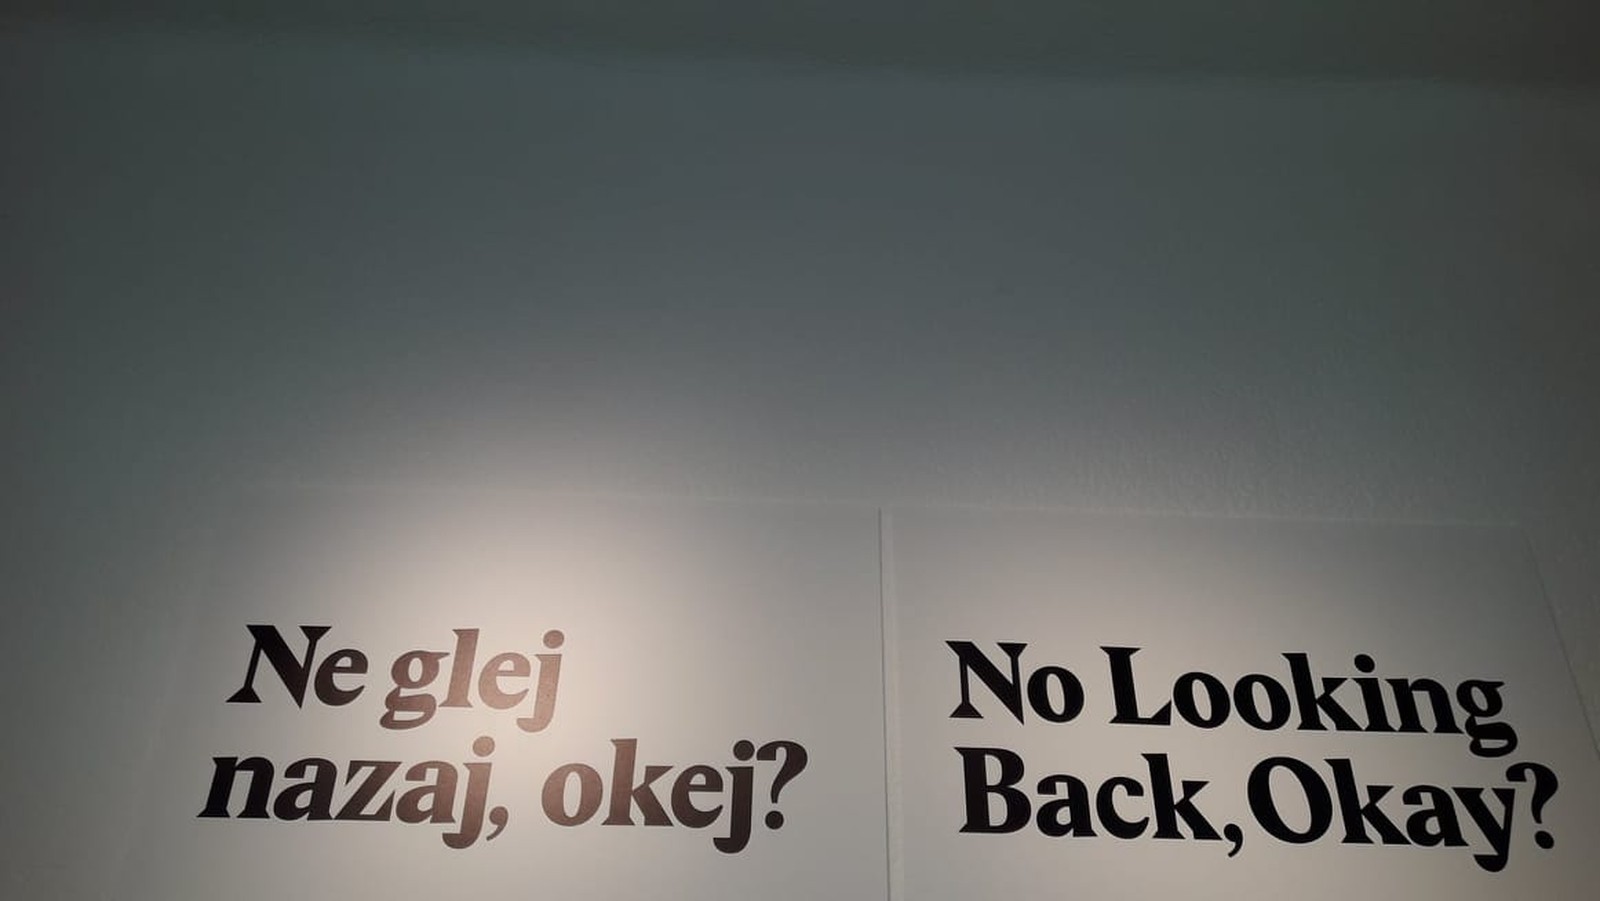 Ne glej
nazaj, okej?
No Looking
Back, Okay?